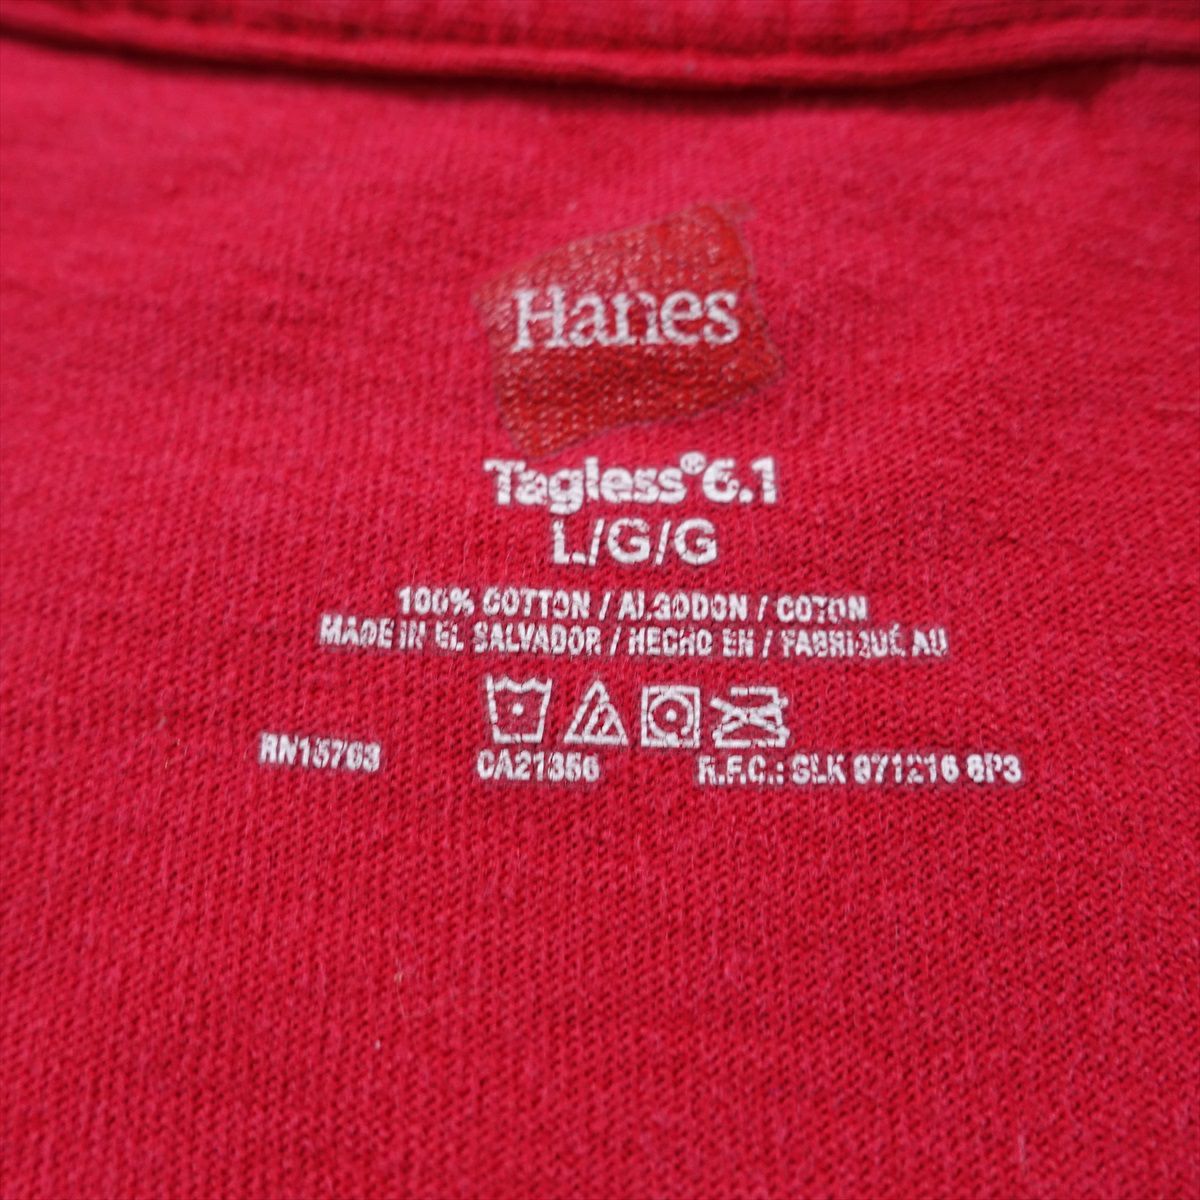 Hanes
Tagless® 6.1
L/G/G
100% COTTON / ALGODON / COTON
MADE IN EL SALVADOR / HECHO EN / FABRIQUÉ AU
RN15763
CA21356
R.F.C.: SLK 971216 8P3